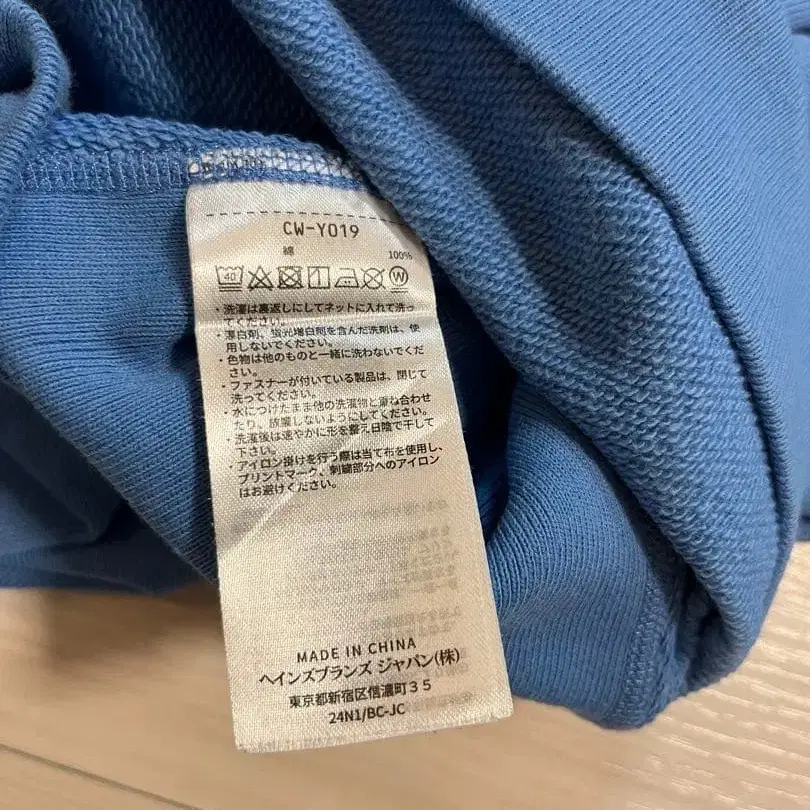 CW-Y019
綿 100%
40 W
・洗濯は裏返しにしてネットに入れて洗っ
てください。
・漂白剤、蛍光増白剤を含んだ洗剤は、使
用しないでください。
・色物は他のものと一緒に洗わないでくだ
さい。
・ファスナーが付いている製品は、閉じて
洗ってください。
・水につけたまま他の洗濯物と重ね合わせ
たり、放置しないようにしてください。
・洗濯後は速やかに形を整え日陰で干して
下さい。
・アイロン掛けを行う際は当て布を使用し、
プリントマーク、刺繍部分へのアイロン
はお避けください。
MADE IN CHINA
ヘインズブランズ ジャパン(株)
東京都新宿区信濃町３５
24N1/BC-JC